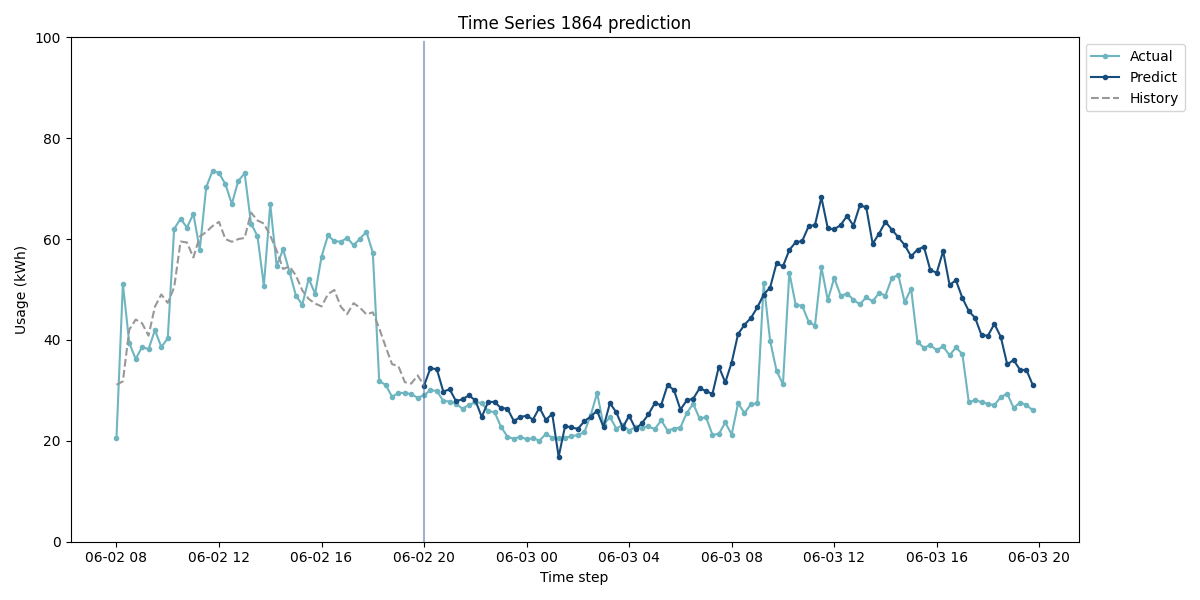 Time Series 1864 prediction
100
80
60
40
20
0
Usage (kWh)
06-02 08
06-02 12
06-02 16
06-02 20
06-03 00
06-03 04
06-03 08
06-03 12
06-03 16
06-03 20
Time step
Actual
Predict
History